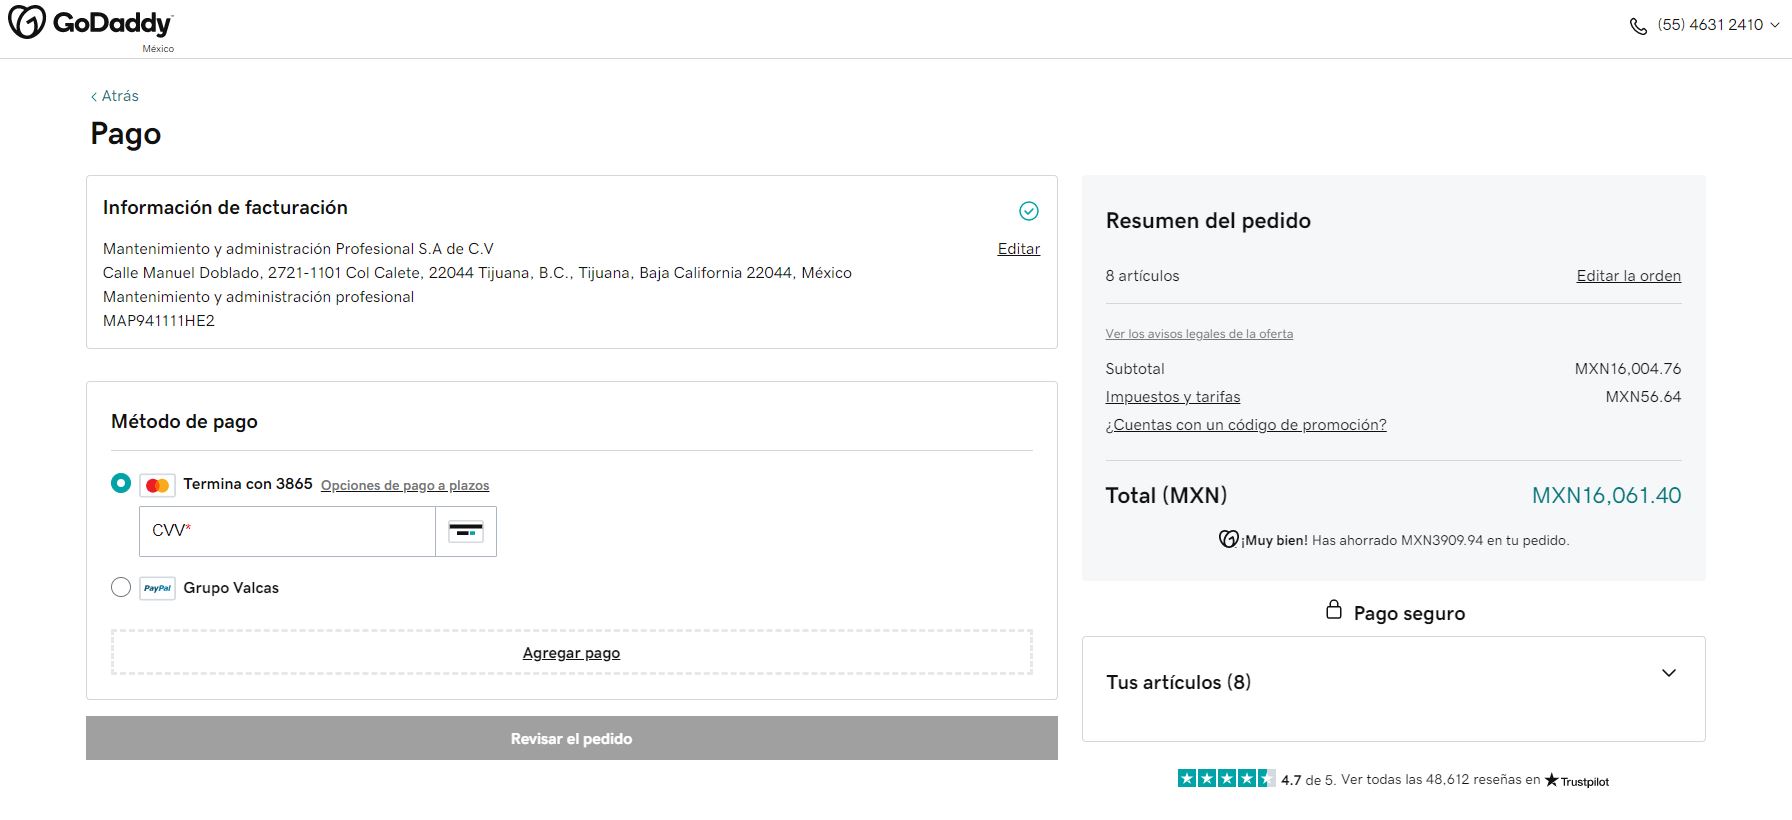 GoDaddy
México
(55) 4631 2410
Atrás
Pago
Información de facturación
Mantenimiento y administración Profesional S.A de C.V
Editar
Calle Manuel Doblado, 2721-1101 Col Calete, 22044 Tijuana, B.C., Tijuana, Baja California 22044, México
Mantenimiento y administración profesional
MAP941111HE2
Método de pago
Termina con 3865 Opciones de pago a plazos
CVV*
PayPal Grupo Valcas
Agregar pago
Revisar el pedido
Resumen del pedido
8 artículos Editar la orden
Ver los avisos legales de la oferta
Subtotal MXN16,004.76
Impuestos y tarifas MXN56.64
¿Cuentas con un código de promoción?
Total (MXN) MXN16,061.40
¡Muy bien! Has ahorrado MXN3909.94 en tu pedido.
Pago seguro
Tus artículos (8)
4.7 de 5. Ver todas las 48,612 reseñas en Trustpilot